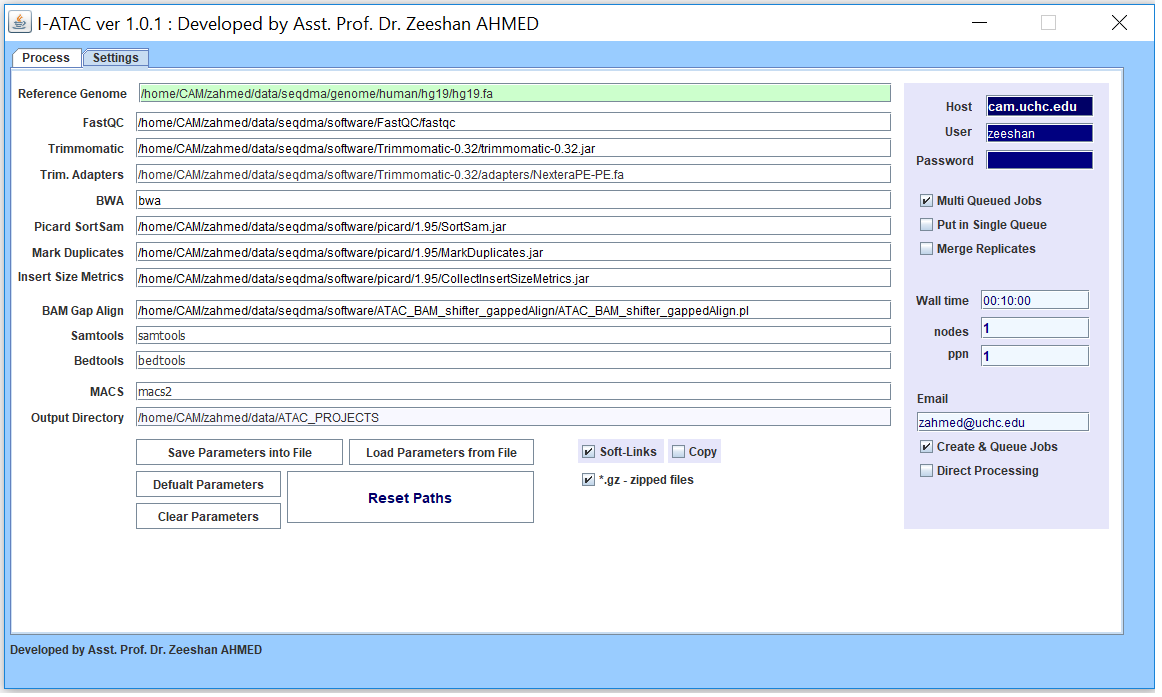 I-ATAC ver 1.0.1 : Developed by Asst. Prof. Dr. Zeeshan AHMED
Process Settings
Reference Genome /home/CAM/zahmed/data/seqdma/genome/human/hg19/hg19.fa
FastQC /home/CAM/zahmed/data/seqdma/software/FastQC/fastqc
Trimmomatic /home/CAM/zahmed/data/seqdma/software/Trimmomatic-0.32/trimmomatic-0.32.jar
Trim. Adapters /home/CAM/zahmed/data/seqdma/software/Trimmomatic-0.32/adapters/NexteraPE-PE.fa
BWA bwa
Picard SortSam /home/CAM/zahmed/data/seqdma/software/picard/1.95/SortSam.jar
Mark Duplicates /home/CAM/zahmed/data/seqdma/software/picard/1.95/MarkDuplicates.jar
Insert Size Metrics /home/CAM/zahmed/data/seqdma/software/picard/1.95/CollectInsertSizeMetrics.jar
BAM Gap Align /home/CAM/zahmed/data/seqdma/software/ATAC_BAM_shifter_gappedAlign/ATAC_BAM_shifter_gappedAlign.pl
Samtools samtools
Bedtools bedtools
MACS macs2
Output Directory /home/CAM/zahmed/data/ATAC_PROJECTS
Save Parameters into File Load Parameters from File
Defualt Parameters
Reset Paths
Clear Parameters
Soft-Links Copy
*.gz - zipped files
Host cam.uchc.edu
User zeeshan
Password
Multi Queued Jobs
Put in Single Queue
Merge Replicates
Wall time 00:10:00
nodes 1
ppn 1
Email
zahmed@uchc.edu
Create & Queue Jobs
Direct Processing
Developed by Asst. Prof. Dr. Zeeshan AHMED